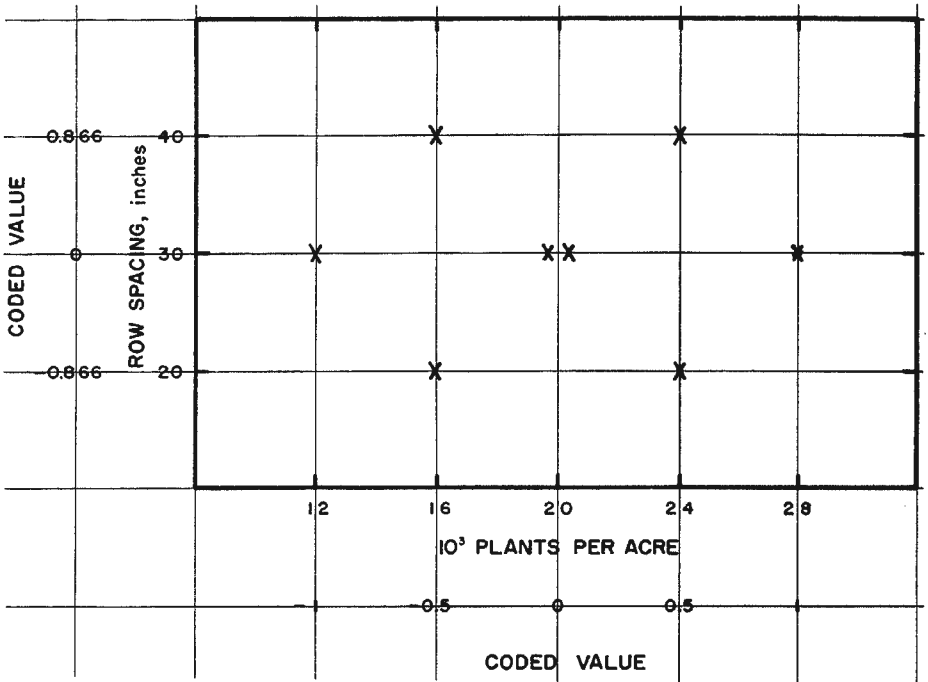 CODED VALUE
0.866
0
-0.866
ROW SPACING, inches
40
30
20
12 16 20 24 28
10³ PLANTS PER ACRE
-1 -0.5 0 0.5 1
CODED VALUE